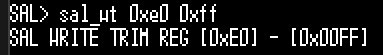 SAL> sal_wt 0xe0 0xff
SAL WRITE TRIM REG [0xE0] - [0x00FF]